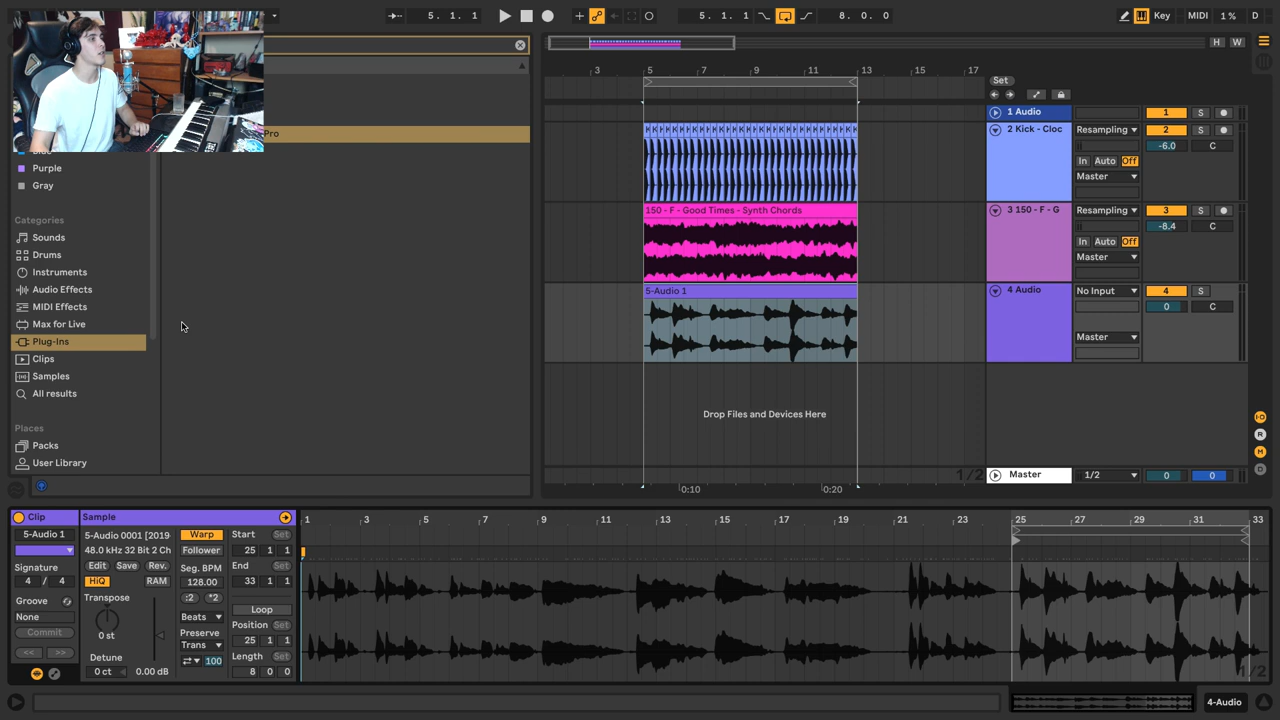 5. 1. 1
5. 1. 1
8. 0. 0
Key
MIDI
1 %
D
H
W
Pro
3
5
7
9
11
13
15
17
Set
Purple
Gray
Categories
Sounds
Drums
Instruments
Audio Effects
MIDI Effects
Max for Live
Plug-Ins
Clips
Samples
All results
Places
Packs
User Library
150 - F - Good Times - Synth Chords
5-Audio 1
Drop Files and Devices Here
1/2
0:10
0:20
1 Audio
1
S
2 Kick - Cloc
Resampling
2
S
-6.0
C
In
Auto
Off
Master
3 150 - F - G
Resampling
3
S
-8.4
C
In
Auto
Off
Master
4 Audio
No Input
4
S
0
C
Master
Master
1/2
0
0
I-O
R
M
D
Clip
5-Audio 1
Signature
4 / 4
Groove
None
Commit
<<
>>
Sample
5-Audio 0001 [2019
48.0 kHz 32 Bit 2 Ch
Edit
Save
Rev.
HiQ
RAM
Transpose
0 st
Detune
0 ct
0.00 dB
Warp
Follower
Seg. BPM
128.00
:2
*2
Beats
Preserve
Trans
100
Start
Set
25 1 1
End
Set
33 1 1
Loop
Position
Set
25 1 1
Length
Set
8 0 0
1
3
5
7
9
11
13
15
17
19
21
23
25
27
29
31
33
1/2
4-Audio